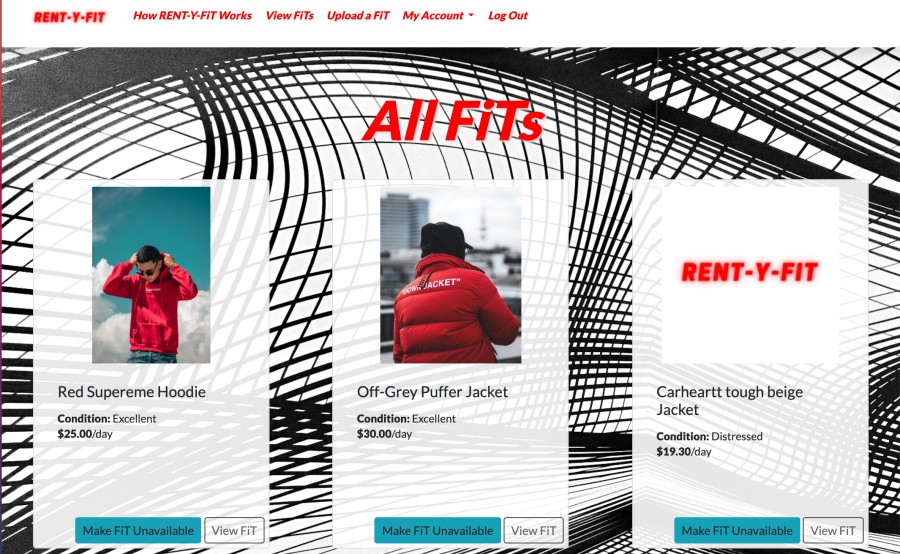 RENT-Y-FIT
How RENT-Y-FiT Works
View FiTs
Upload a FiT
My Account
Log Out
All FiTs
"DOWN JACKET"
RENT-Y-FIT
Red Supereme Hoodie
Condition: Excellent
$25.00/day
Make FiT Unavailable
View FiT
Off-Grey Puffer Jacket
Condition: Excellent
$30.00/day
Make FiT Unavailable
View FiT
Carheartt tough beige
Jacket
Condition: Distressed
$19.30/day
Make FiT Unavailable
View FiT